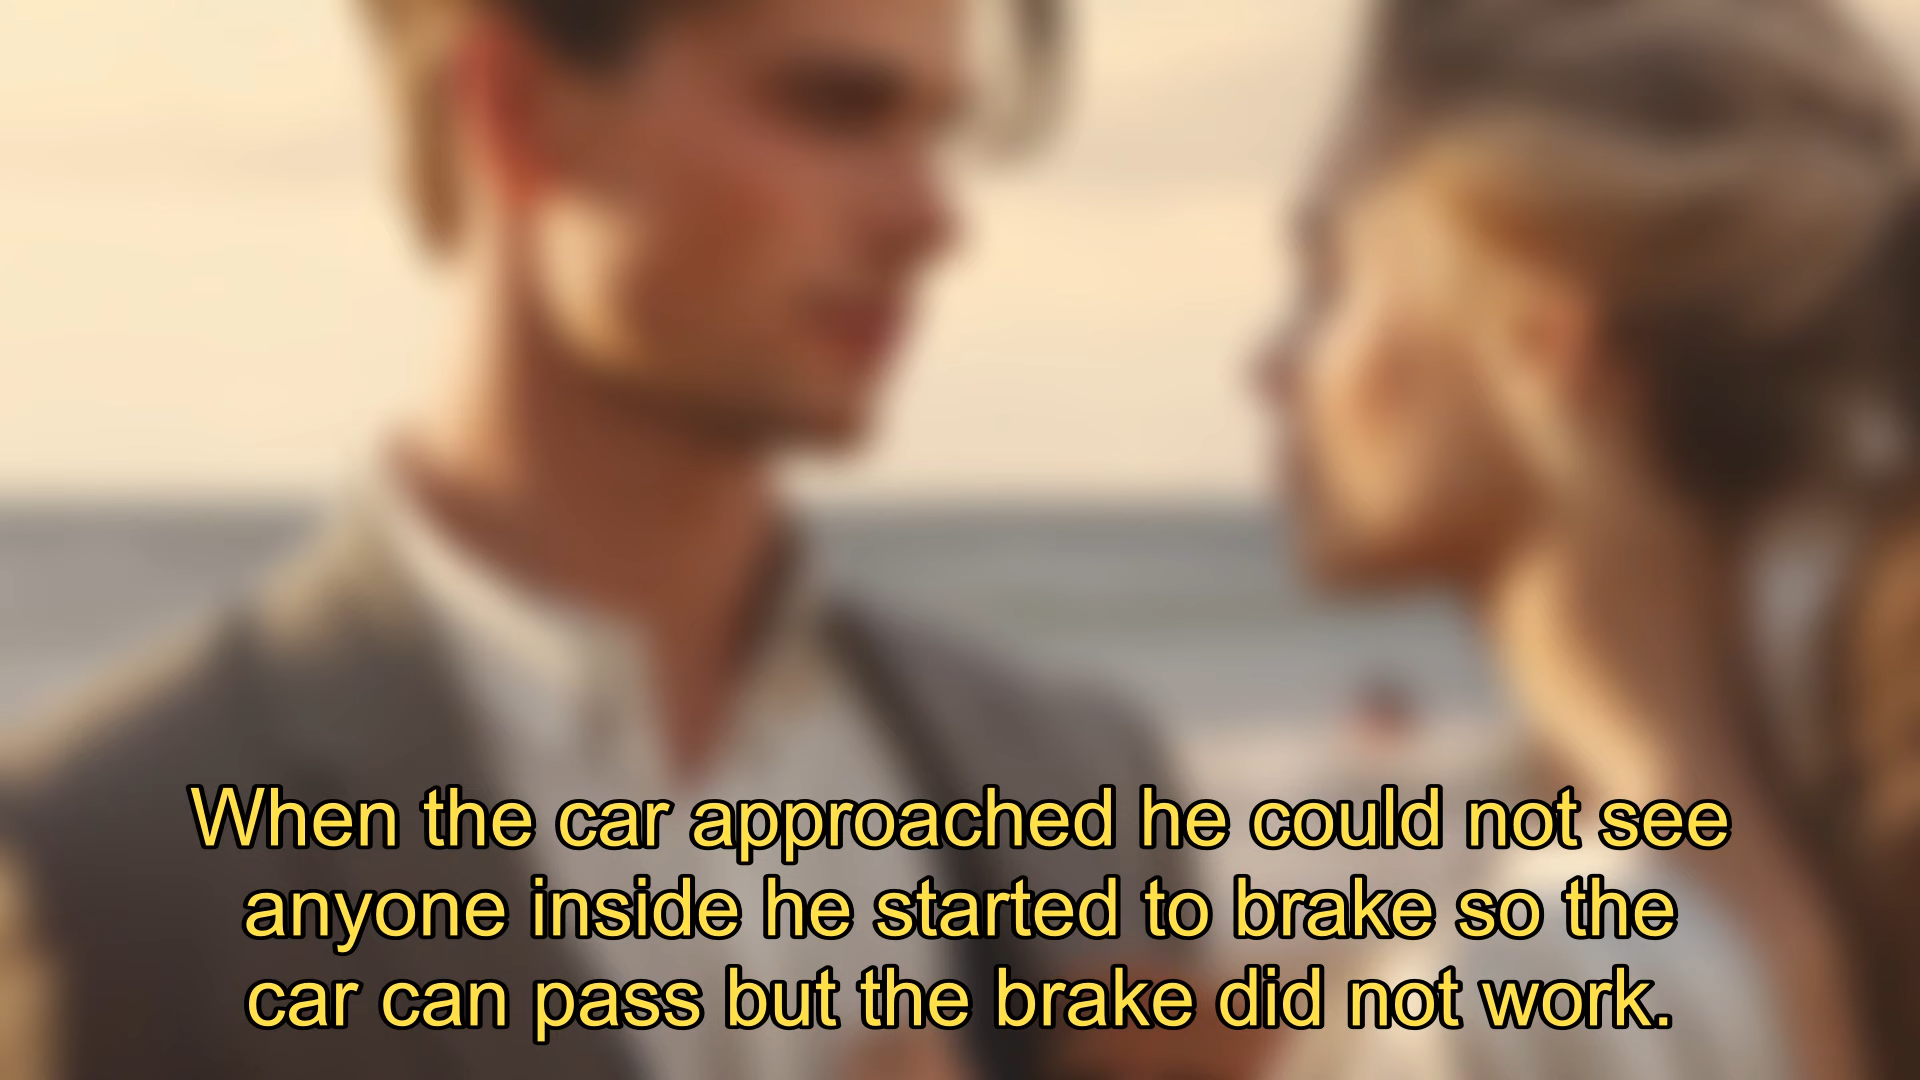 When the car approached he could not see
anyone inside he started to brake so the
car can pass but the brake did not work.